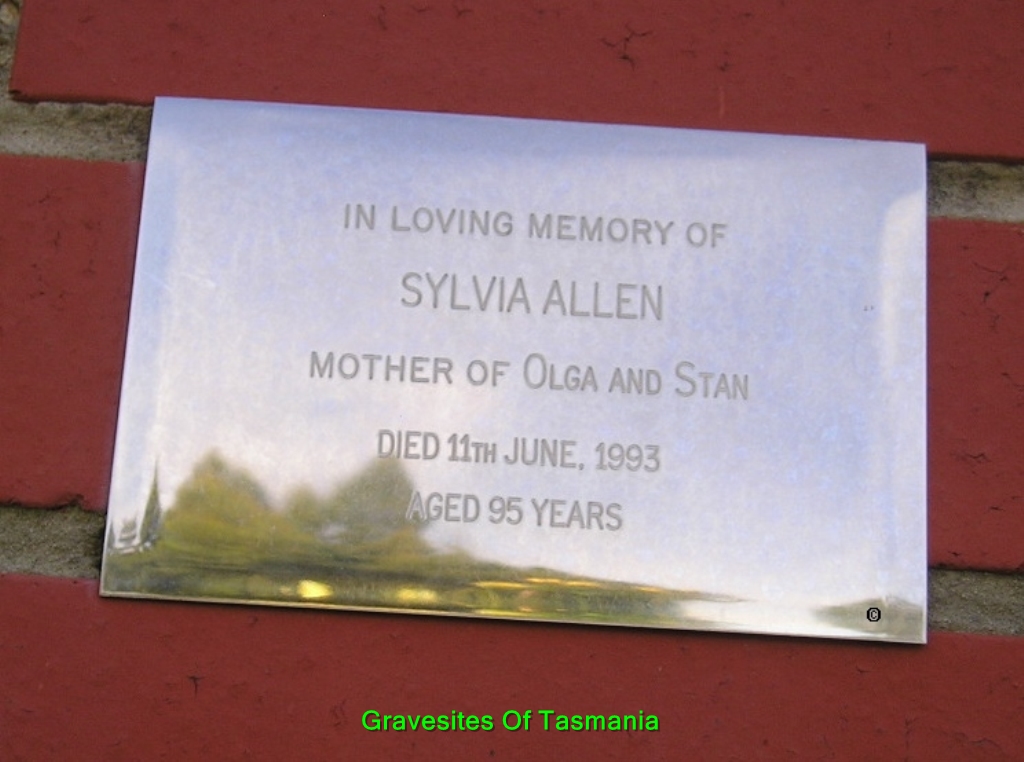 IN LOVING MEMORY OF
SYLVIA ALLEN
MOTHER OF OLGA AND STAN
DIED 11TH JUNE, 1993
AGED 95 YEARS
©
Gravesites Of Tasmania